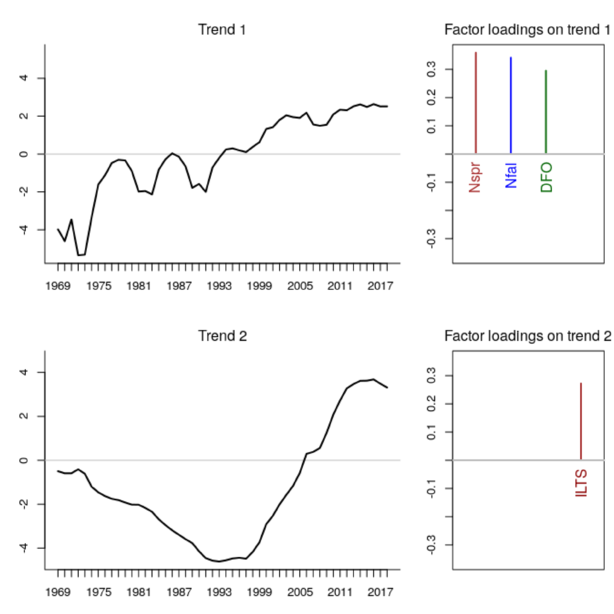 Trend 1
Factor loadings on trend 1
4
2
0
-2
-4
1969 1975 1981 1987 1993 1999 2005 2011 2017
0.3
0.2
0.1
-0.1
-0.3
Nspr
Nfal
DFO
Trend 2
Factor loadings on trend 2
4
2
0
-2
-4
1969 1975 1981 1987 1993 1999 2005 2011 2017
0.3
0.2
0.1
-0.1
-0.3
ILTS